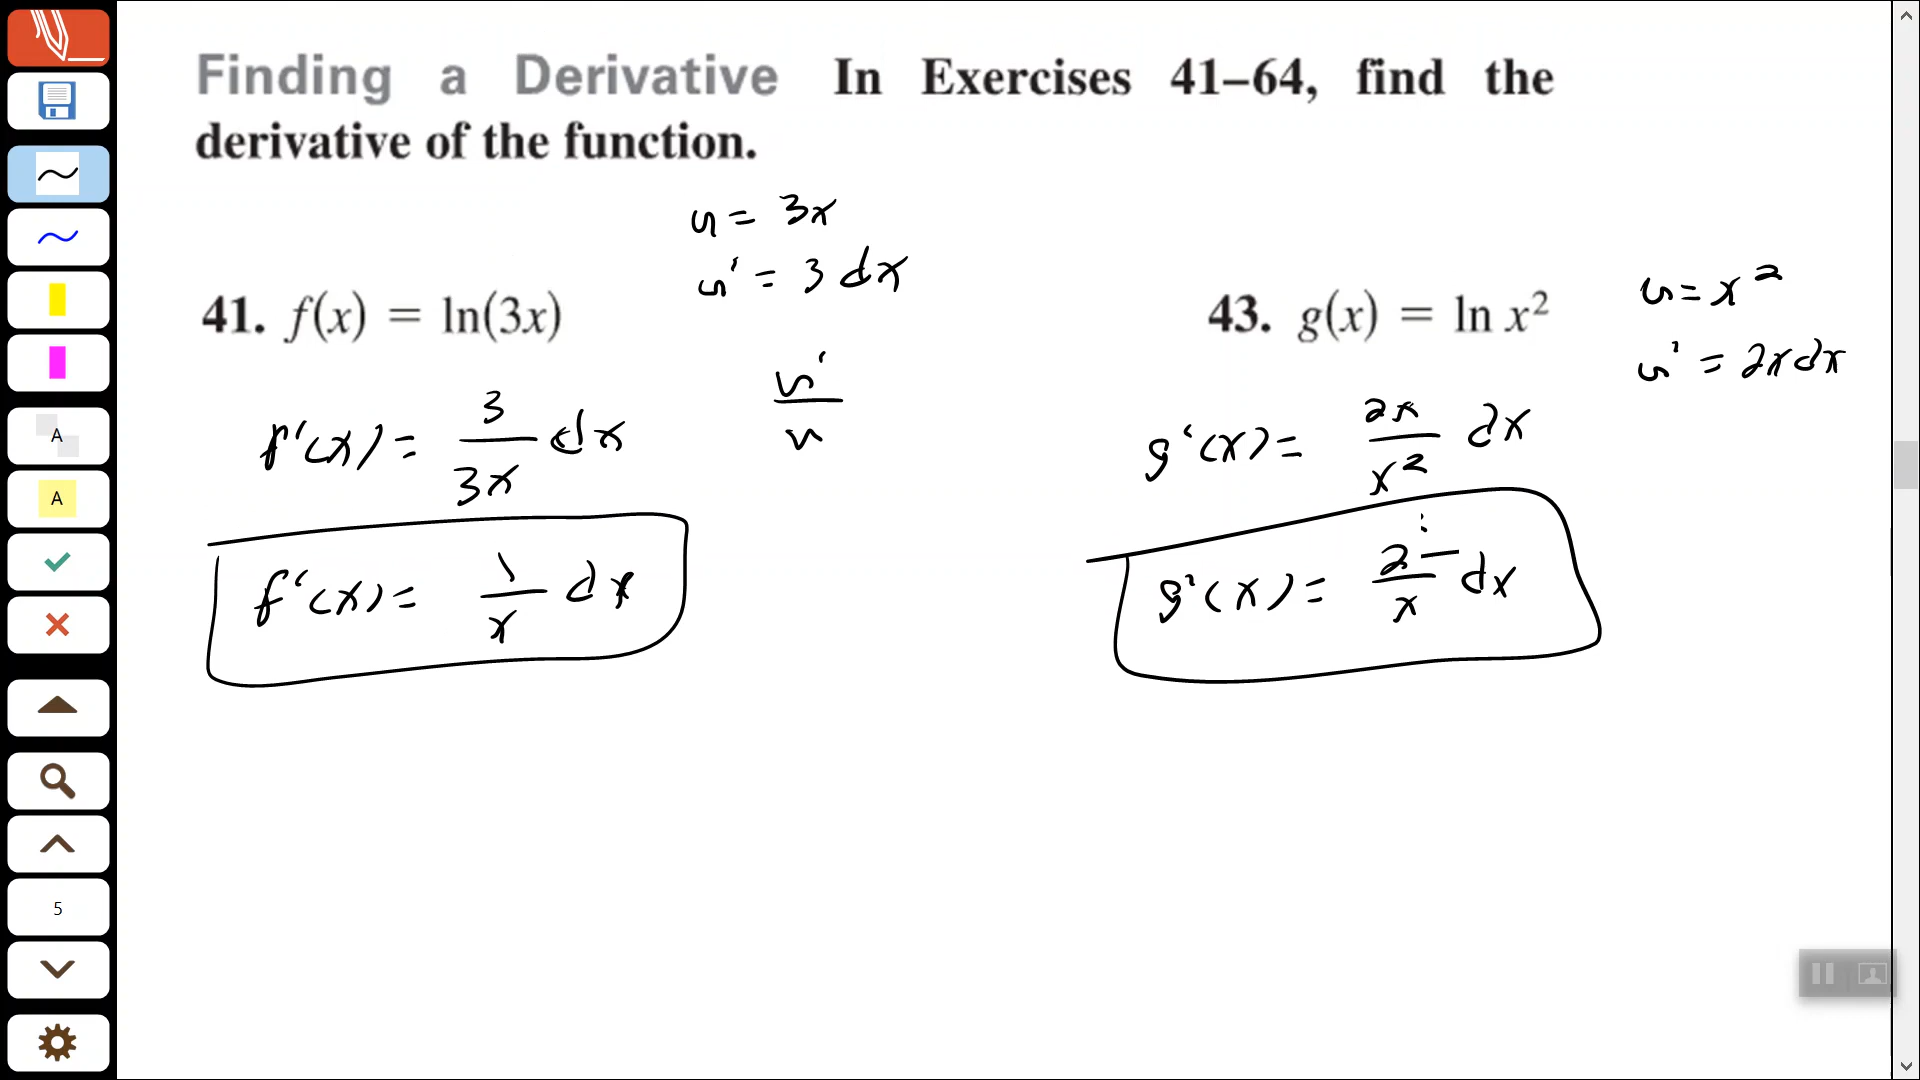 Finding a Derivative In Exercises 41–64, find the
derivative of the function.
u = 3x
u' = 3 dx
41. f(x) = ln(3x)
u'/u
f'(x) = 3/3x dx
f'(x) = 1/x dx
43. g(x) = ln x²
u = x²
u' = 2x dx
g'(x) = 2x/x² dx
g'(x) = 2/x dx
A
A
5